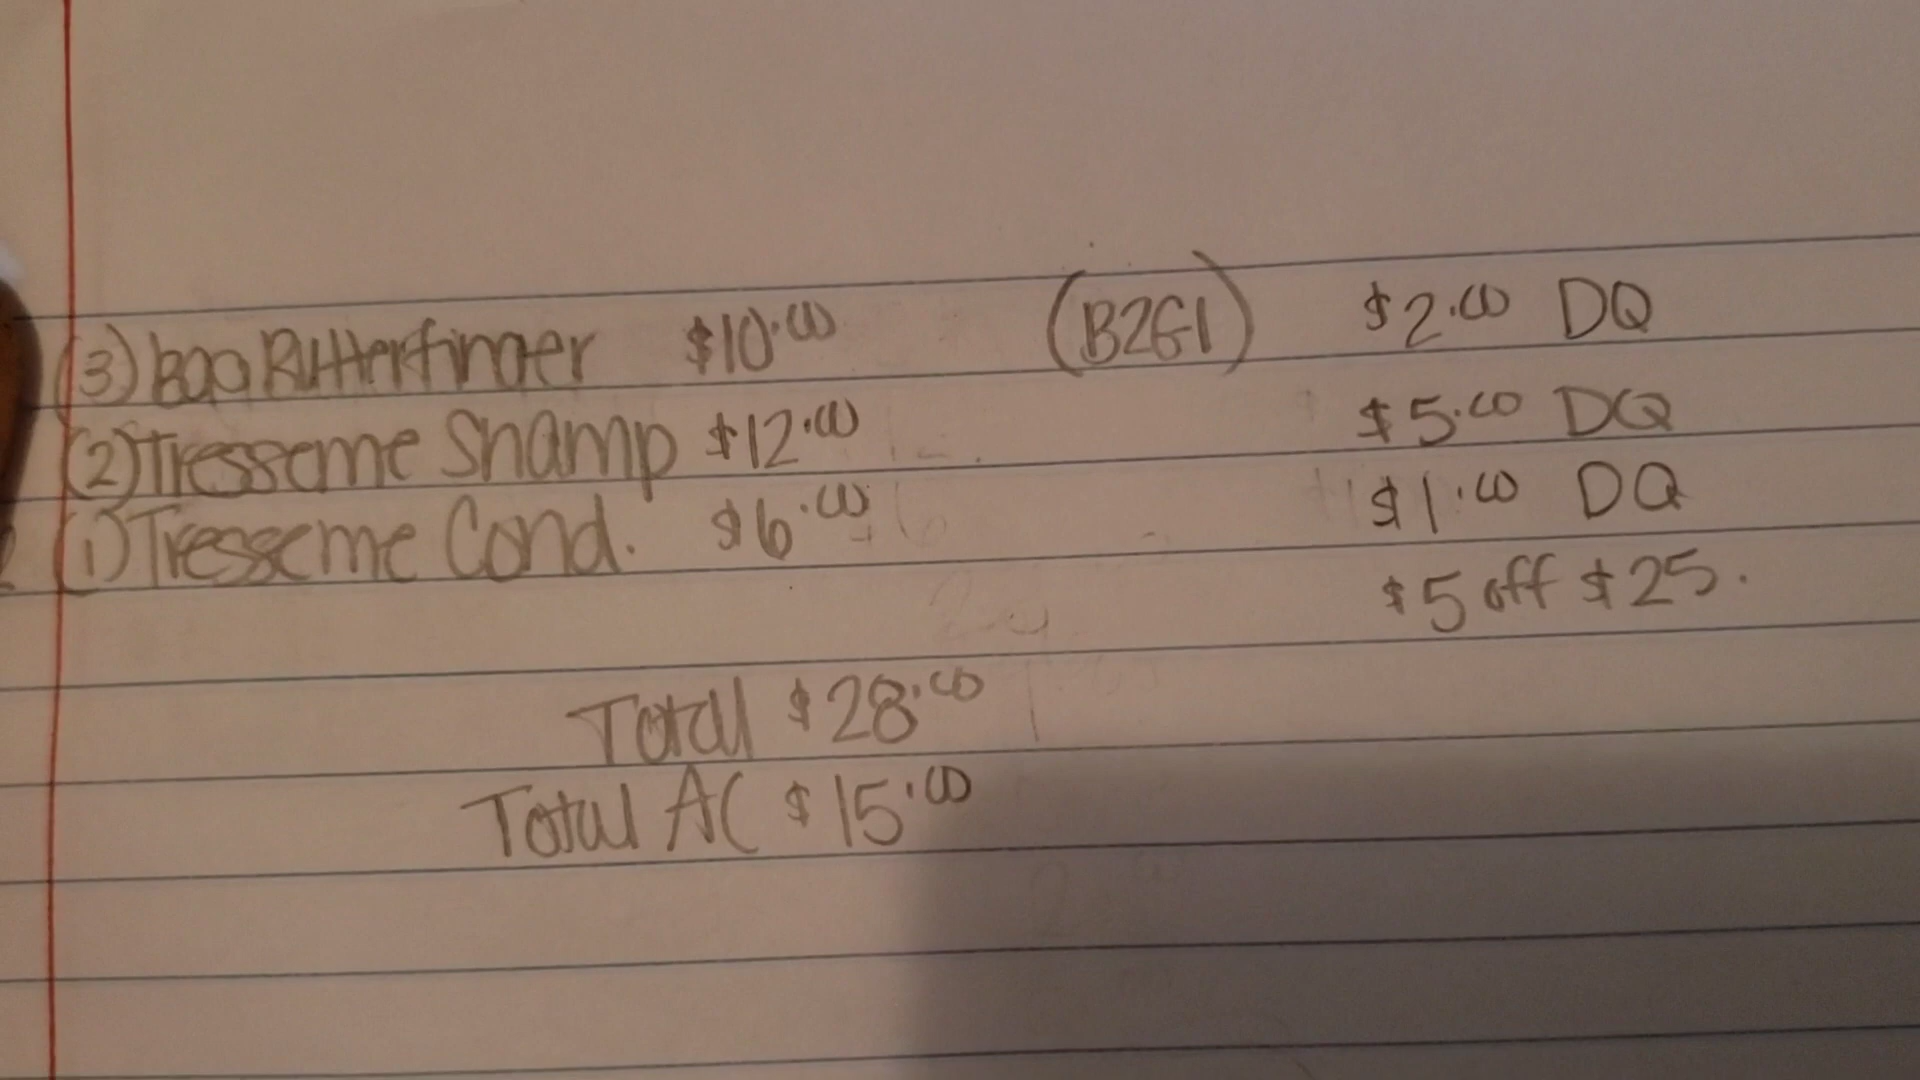 (3) Bag Butterfinger $10.00 (B2G1) $2.00 DQ
(2) Tresseme Shamp $12.00 $5.00 DQ
(1) Tresseme Cond. $6.00 $1.00 DQ
$5 off $25.
Total $28.00
Total AC $15.00